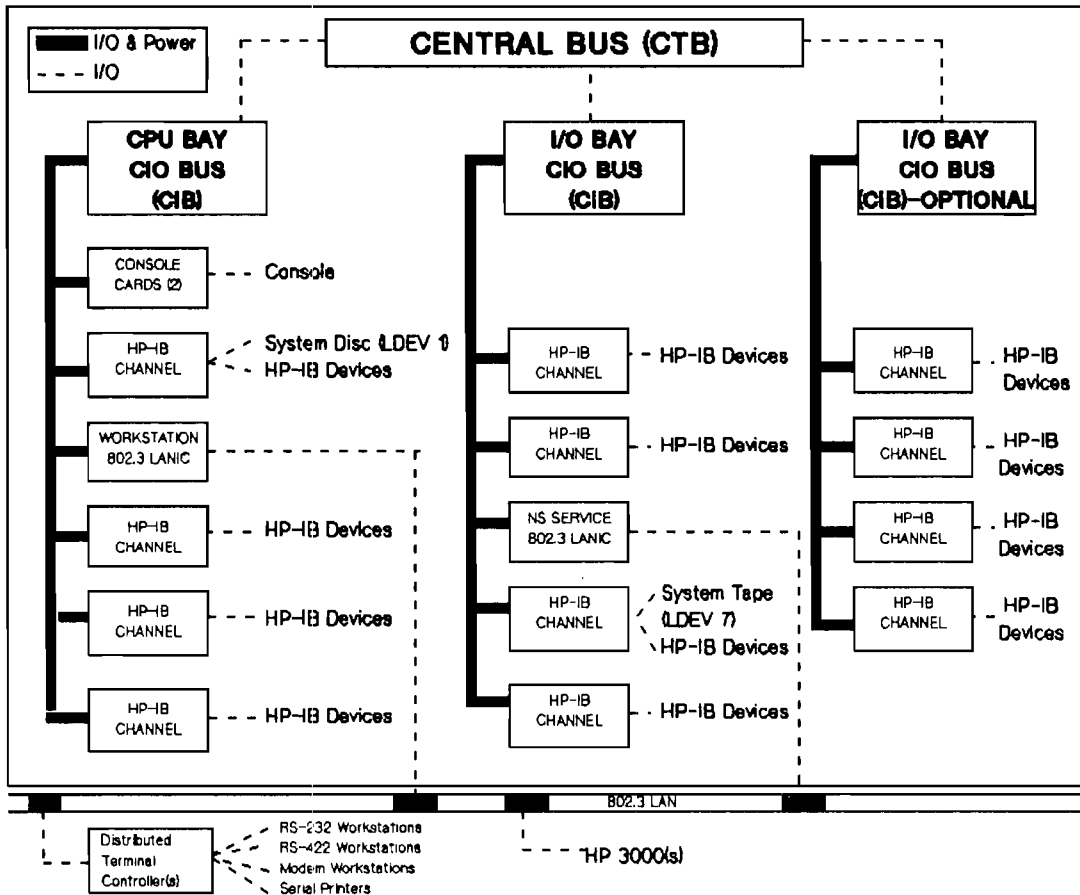 I/O & Power
I/O
CENTRAL BUS (CTB)
CPU BAY
CIO BUS
(CIB)
CONSOLE
CARDS (2)
Console
HP-IB
CHANNEL
System Disc (LDEV 1)
HP-IB Devices
WORKSTATION
802.3 LANIC
HP-IB
CHANNEL
HP-IB Devices
HP-IB
CHANNEL
HP-IB Devices
HP-IB
CHANNEL
HP-IB Devices
I/O BAY
CIO BUS
(CIB)
HP-IB
CHANNEL
HP-IB Devices
HP-IB
CHANNEL
HP-IB Devices
NS SERVICE
802.3 LANIC
HP-IB
CHANNEL
System Tape
(LDEV 7)
HP-IB Devices
HP-IB
CHANNEL
HP-IB Devices
I/O BAY
CIO BUS
(CIB)-OPTIONAL
HP-IB
CHANNEL
HP-IB
Devices
HP-IB
CHANNEL
HP-IB
Devices
HP-IB
CHANNEL
HP-IB
Devices
HP-IB
CHANNEL
HP-IB
Devices
802.3 LAN
Distributed
Terminal
Controller(s)
RS-232 Workstations
RS-422 Workstations
Modem Workstations
Serial Printers
HP 3000(s)